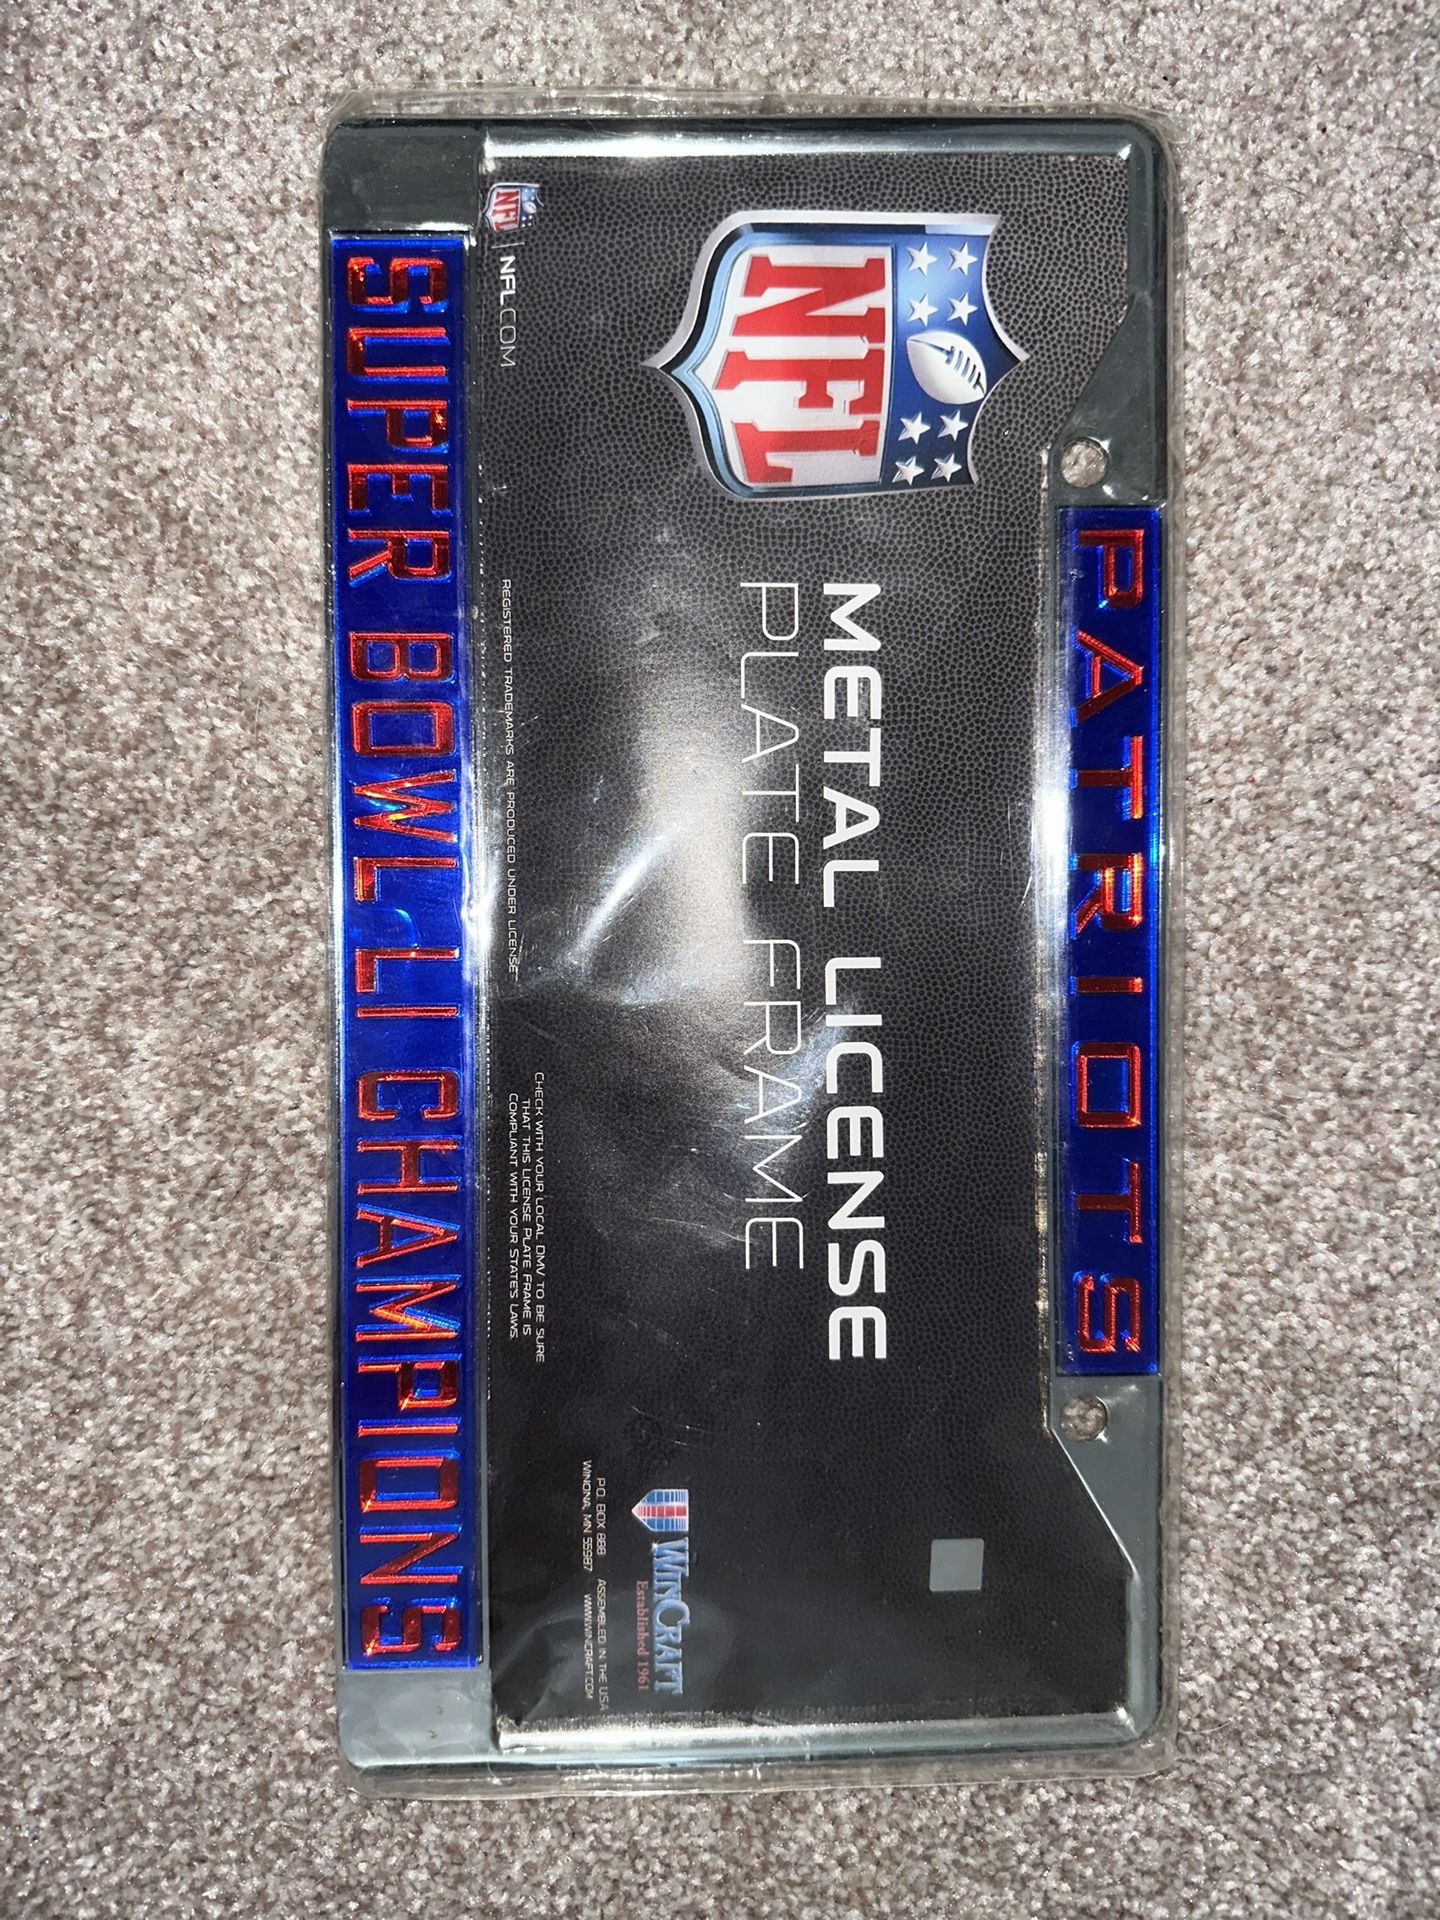 PATRIOTS
NFL
METAL LICENSE
PLATE FRAME
WINCRAFT
Established 1961
P.O. BOX 888 ASSEMBLED IN THE USA
WINONA, MN 55987 WWW.WINCRAFT.COM
NFL NFL.COM
REGISTERED TRADEMARKS ARE PRODUCED UNDER LICENSE
CHECK WITH YOUR LOCAL DMV TO BE SURE
THAT THIS LICENSE PLATE FRAME IS
COMPLIANT WITH YOUR STATE'S LAWS.
SUPER BOWL LI CHAMPIONS